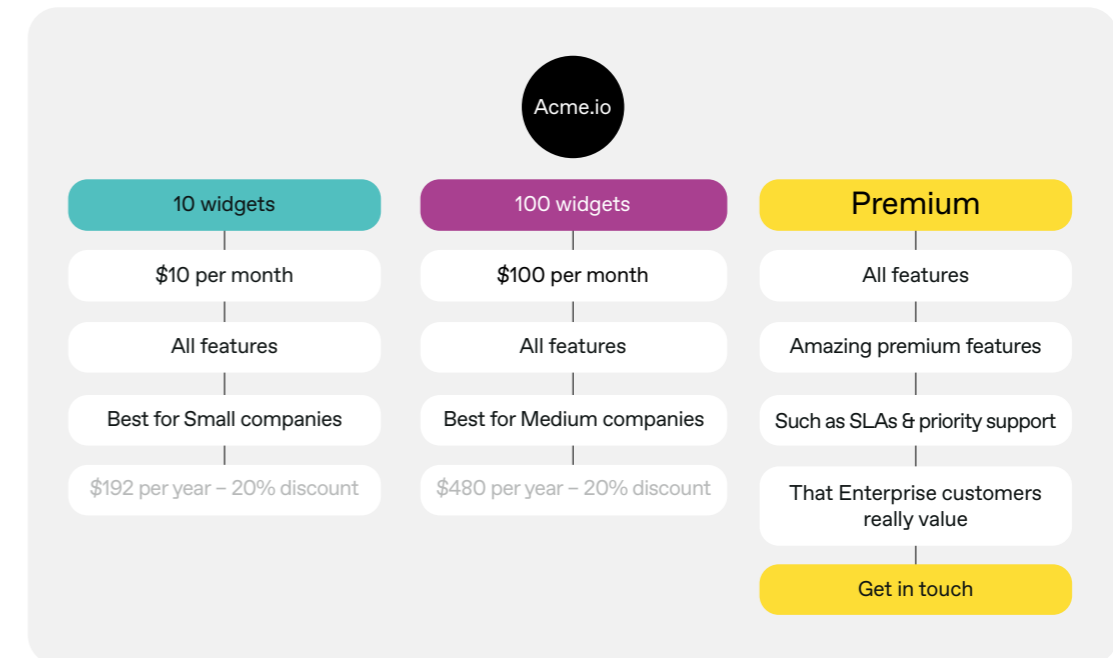 Acme.io
10 widgets
$10 per month
All features
Best for Small companies
$192 per year – 20% discount
100 widgets
$100 per month
All features
Best for Medium companies
$480 per year – 20% discount
Premium
All features
Amazing premium features
Such as SLAs & priority support
That Enterprise customers
really value
Get in touch